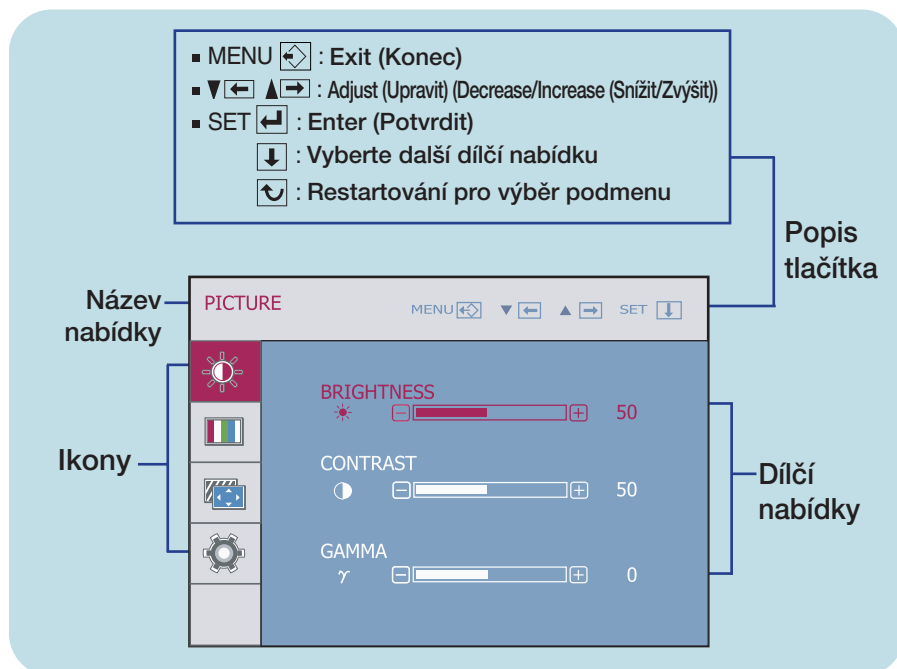 MENU : Exit (Konec)
: Adjust (Upravit) (Decrease/Increase (Snížit/Zvýšit))
SET : Enter (Potvrdit)
: Vyberte další dílčí nabídku
: Restartování pro výběr podmenu
Popis
tlačítka
Název
nabídky
PICTURE
MENU ▼ ▲ SET
Ikony
BRIGHTNESS
50
CONTRAST
50
GAMMA
γ 0
Dílčí
nabídky